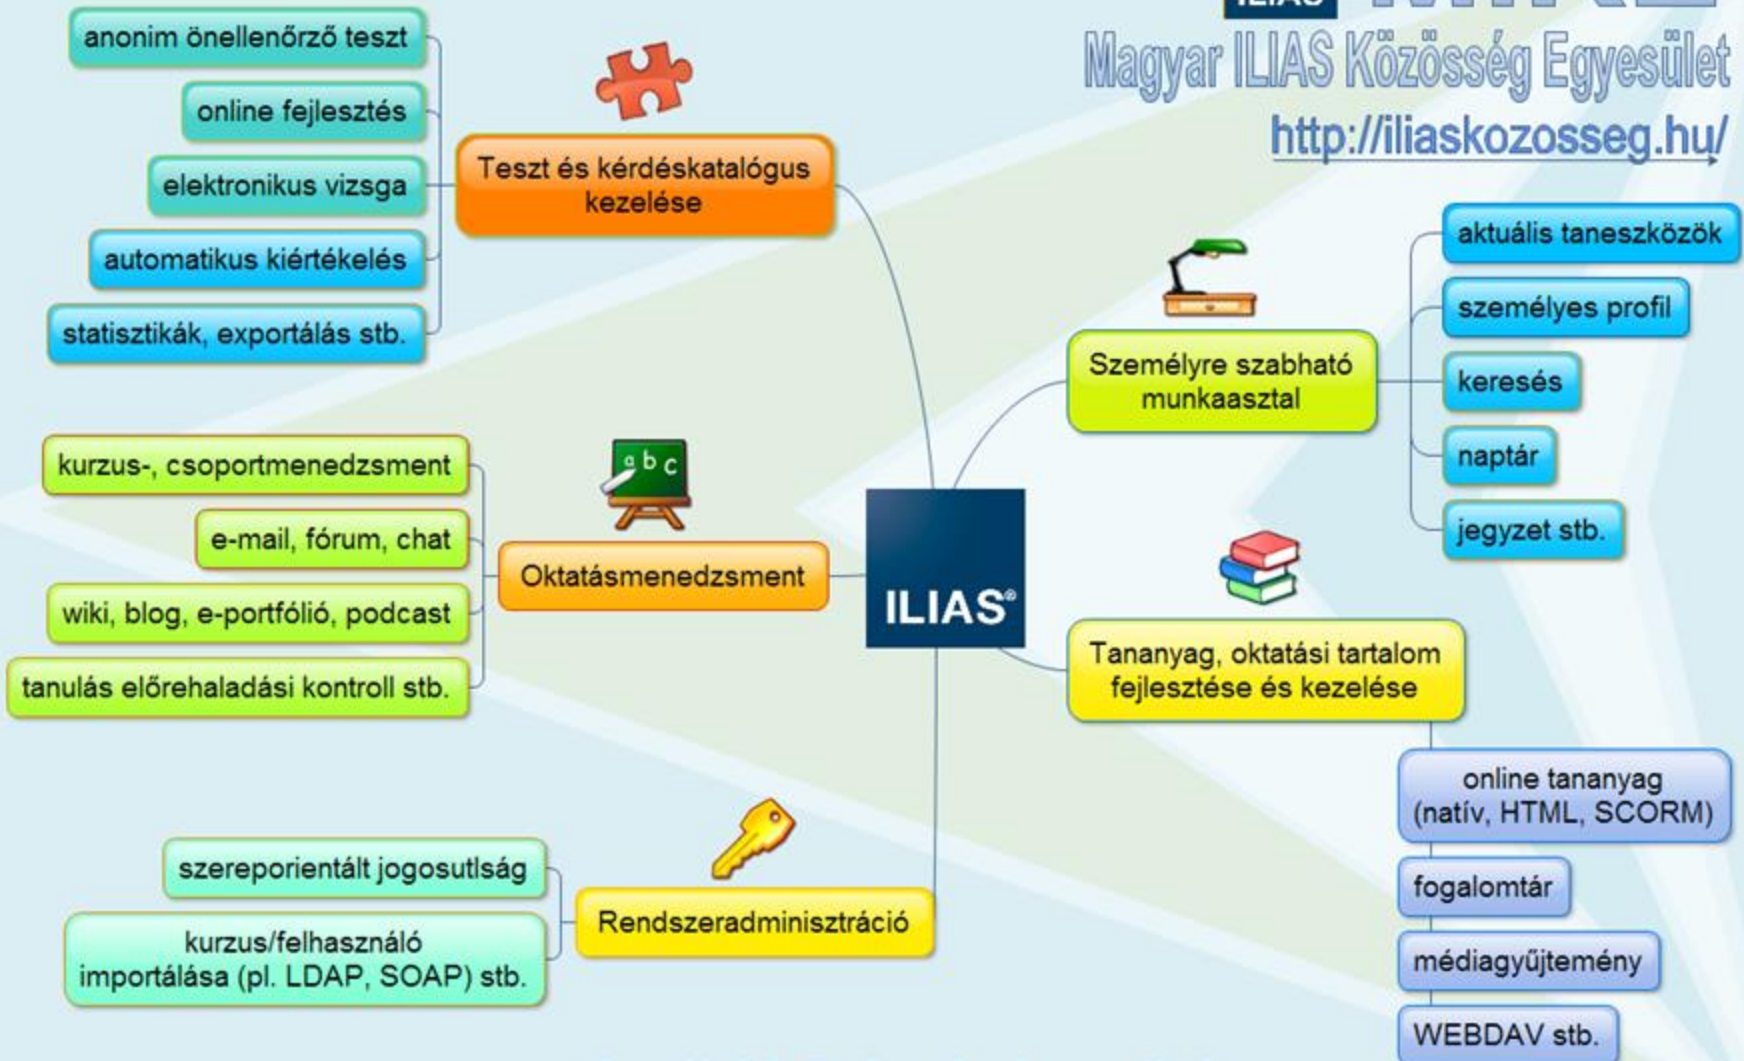 ILIAS
Magyar ILIAS Közösség Egyesület
http://iliaskozosseg.hu/
anonim önellenőrző teszt
online fejlesztés
elektronikus vizsga
automatikus kiértékelés
statisztikák, exportálás stb.
Teszt és kérdéskatalógus
kezelése
aktuális taneszközök
személyes profil
keresés
naptár
jegyzet stb.
Személyre szabható
munkaasztal
kurzus-, csoportmenedzsment
e-mail, fórum, chat
wiki, blog, e-portfólió, podcast
tanulás előrehaladási kontroll stb.
a b c
Oktatásmenedzsment
ILIAS®
Tananyag, oktatási tartalom
fejlesztése és kezelése
online tananyag
(natív, HTML, SCORM)
fogalomtár
médiagyűjtemény
WEBDAV stb.
szereporientált jogosutlság
kurzus/felhasználó
importálása (pl. LDAP, SOAP) stb.
Rendszeradminisztráció